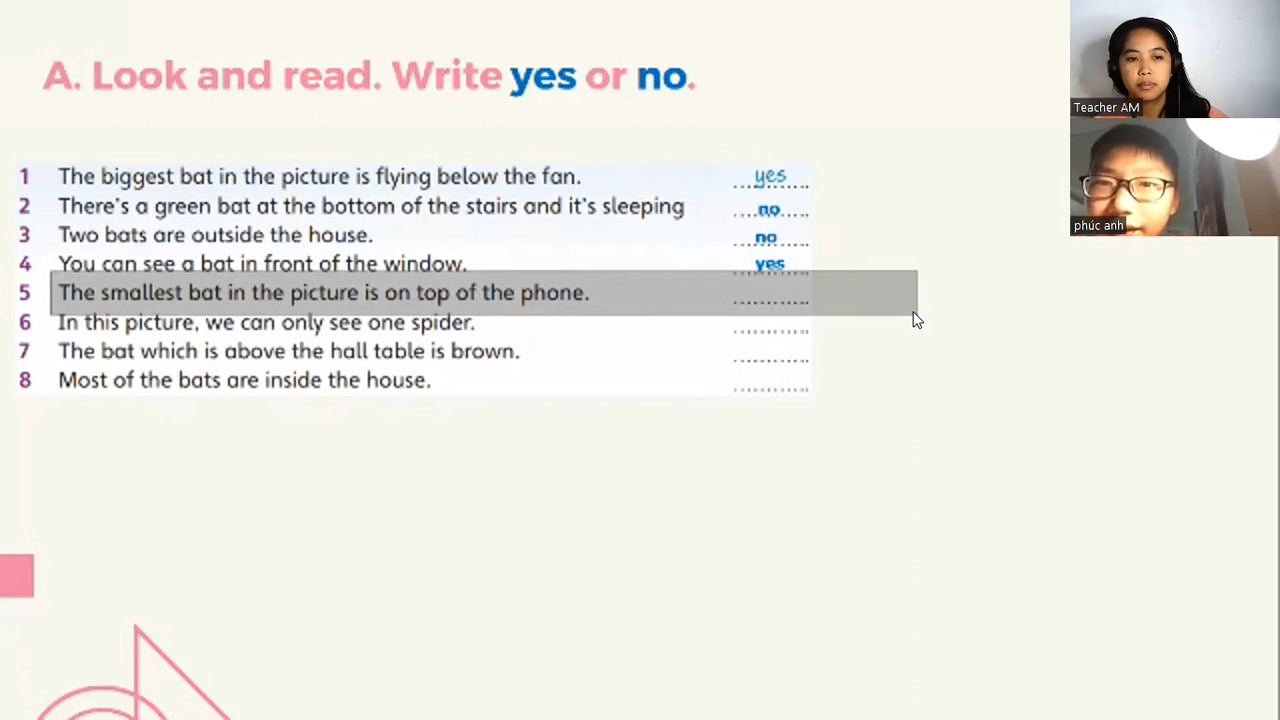 A. Look and read. Write yes or no.
Teacher AM
phúc anh
1 The biggest bat in the picture is flying below the fan. yes
2 There's a green bat at the bottom of the stairs and it's sleeping no
3 Two bats are outside the house. no
4 You can see a bat in front of the window. yes
5 The smallest bat in the picture is on top of the phone. ...........
6 In this picture, we can only see one spider. ...........
7 The bat which is above the hall table is brown. ...........
8 Most of the bats are inside the house. ...........